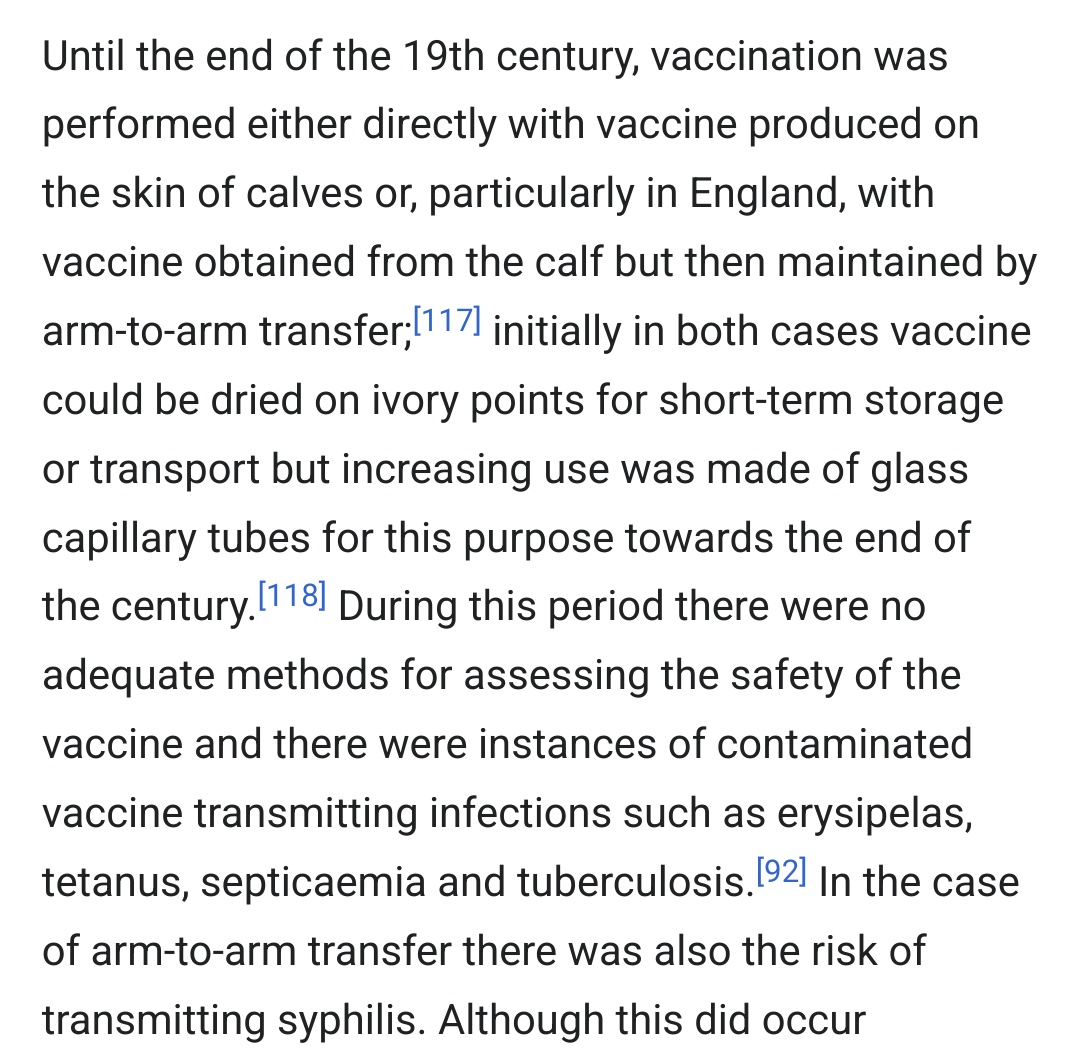 Until the end of the 19th century, vaccination was
performed either directly with vaccine produced on
the skin of calves or, particularly in England, with
vaccine obtained from the calf but then maintained by
arm-to-arm transfer;[117] initially in both cases vaccine
could be dried on ivory points for short-term storage
or transport but increasing use was made of glass
capillary tubes for this purpose towards the end of
the century.[118] During this period there were no
adequate methods for assessing the safety of the
vaccine and there were instances of contaminated
vaccine transmitting infections such as erysipelas,
tetanus, septicaemia and tuberculosis.[92] In the case
of arm-to-arm transfer there was also the risk of
transmitting syphilis. Although this did occur